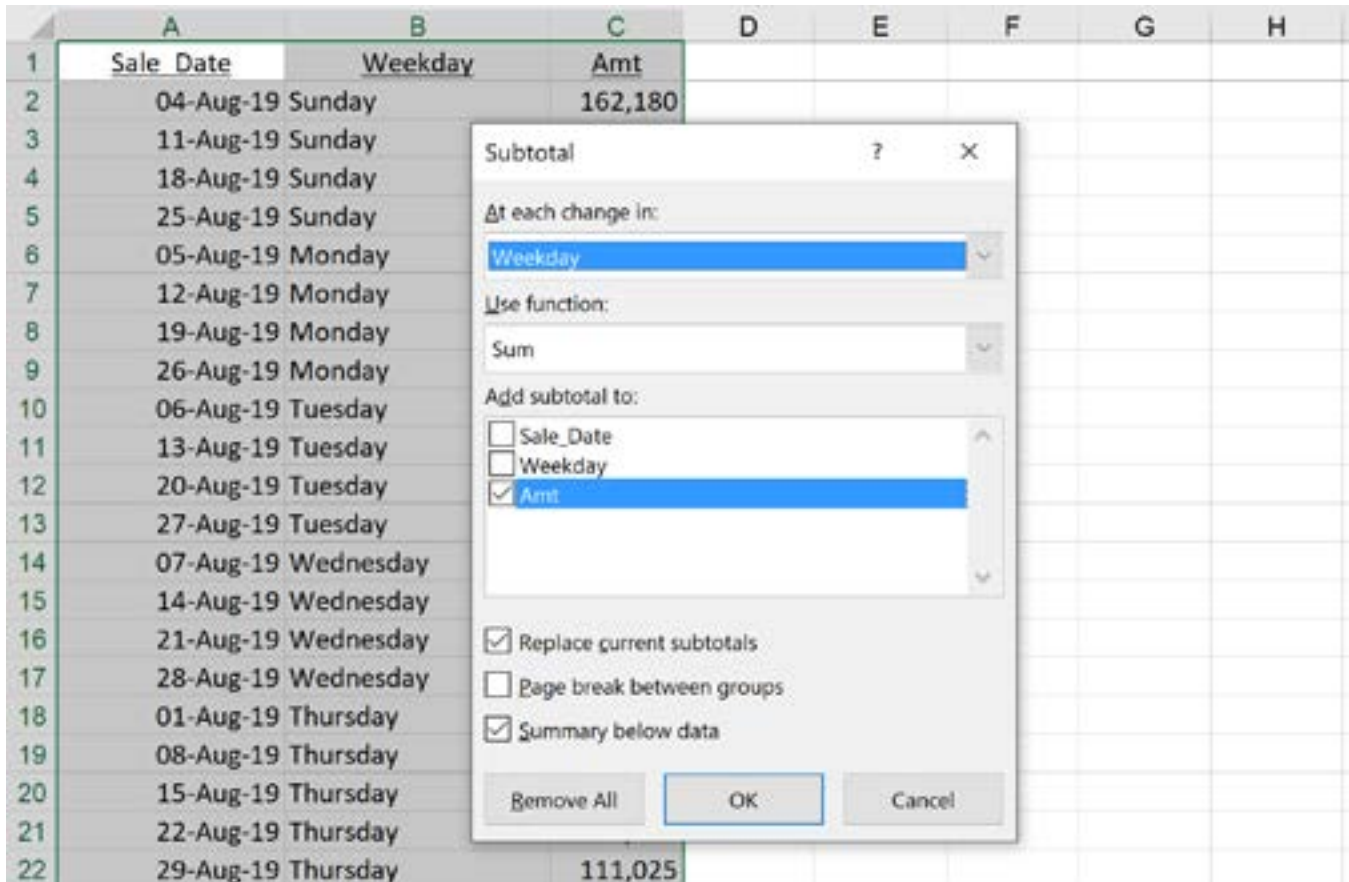 A B C D E F G H
1 Sale_Date Weekday Amt
2 04-Aug-19 Sunday 162,180
3 11-Aug-19 Sunday
4 18-Aug-19 Sunday
5 25-Aug-19 Sunday
6 05-Aug-19 Monday
7 12-Aug-19 Monday
8 19-Aug-19 Monday
9 26-Aug-19 Monday
10 06-Aug-19 Tuesday
11 13-Aug-19 Tuesday
12 20-Aug-19 Tuesday
13 27-Aug-19 Tuesday
14 07-Aug-19 Wednesday
15 14-Aug-19 Wednesday
16 21-Aug-19 Wednesday
17 28-Aug-19 Wednesday
18 01-Aug-19 Thursday
19 08-Aug-19 Thursday
20 15-Aug-19 Thursday
21 22-Aug-19 Thursday
22 29-Aug-19 Thursday 111,025
Subtotal ? ×
At each change in:
Weekday
Use function:
Sum
Add subtotal to:
Sale_Date
Weekday
Amt
Replace current subtotals
Page break between groups
Summary below data
Remove All OK Cancel